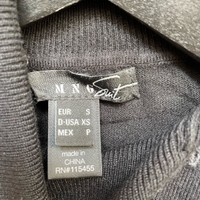 MNG Suit
EUR S
D-USA XS
MEX P
made in
CHINA
RN#115455